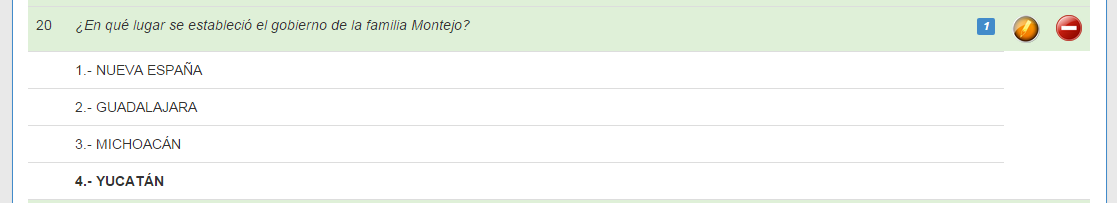 20 ¿En qué lugar se estableció el gobierno de la familia Montejo? 1
1.- NUEVA ESPAÑA
2.- GUADALAJARA
3.- MICHOACÁN
4.- YUCATÁN